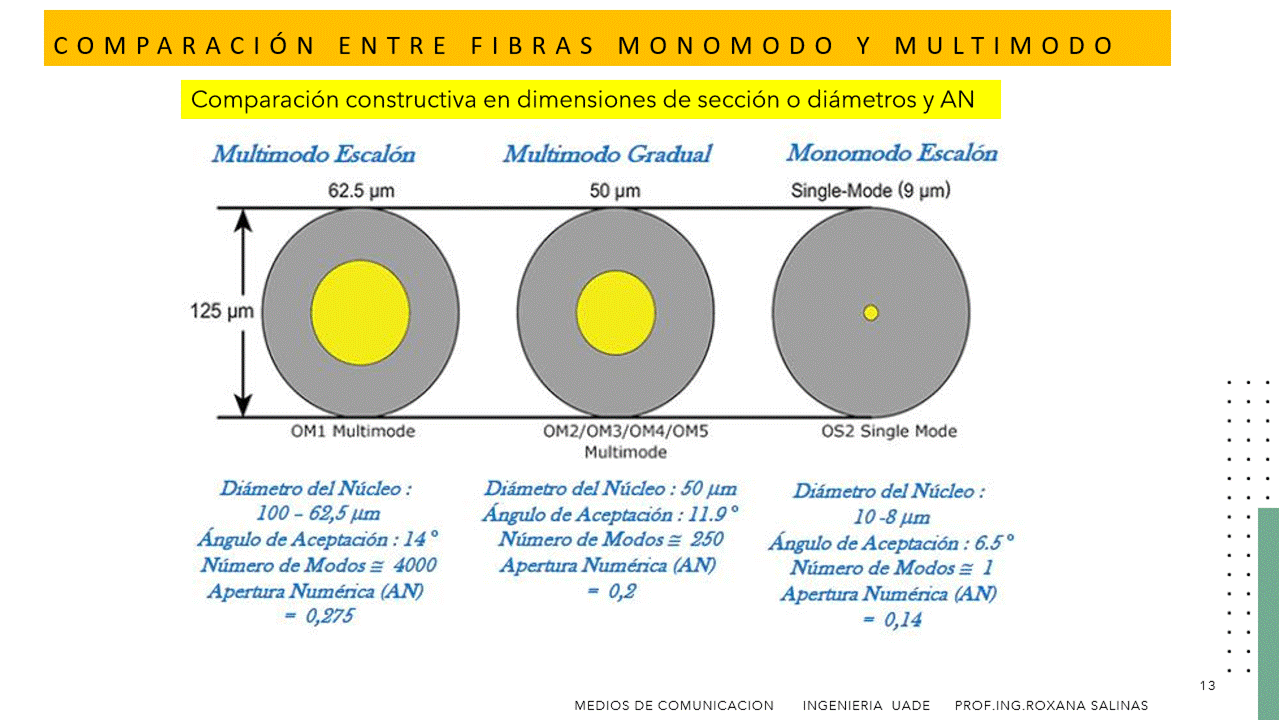 COMPARACIÓN ENTRE FIBRAS MONOMODO Y MULTIMODO
Comparación constructiva en dimensiones de sección o diámetros y AN
Multimodo Escalón
62.5 µm
Multimodo Gradual
50 µm
Monomodo Escalón
Single-Mode (9 µm)
125 µm
OM1 Multimode
OM2/OM3/OM4/OM5
Multimode
OS2 Single Mode
Diámetro del Núcleo :
100 – 62,5 µm
Ángulo de Aceptación : 14°
Número de Modos ≅ 4000
Apertura Numérica (AN)
= 0,275
Diámetro del Núcleo : 50 µm
Ángulo de Aceptación : 11.9°
Número de Modos ≅ 250
Apertura Numérica (AN)
= 0,2
Diámetro del Núcleo :
10 -8 µm
Ángulo de Aceptación : 6.5°
Número de Modos ≅ 1
Apertura Numérica (AN)
= 0,14
13
MEDIOS DE COMUNICACION INGENIERIA UADE PROF.ING.ROXANA SALINAS